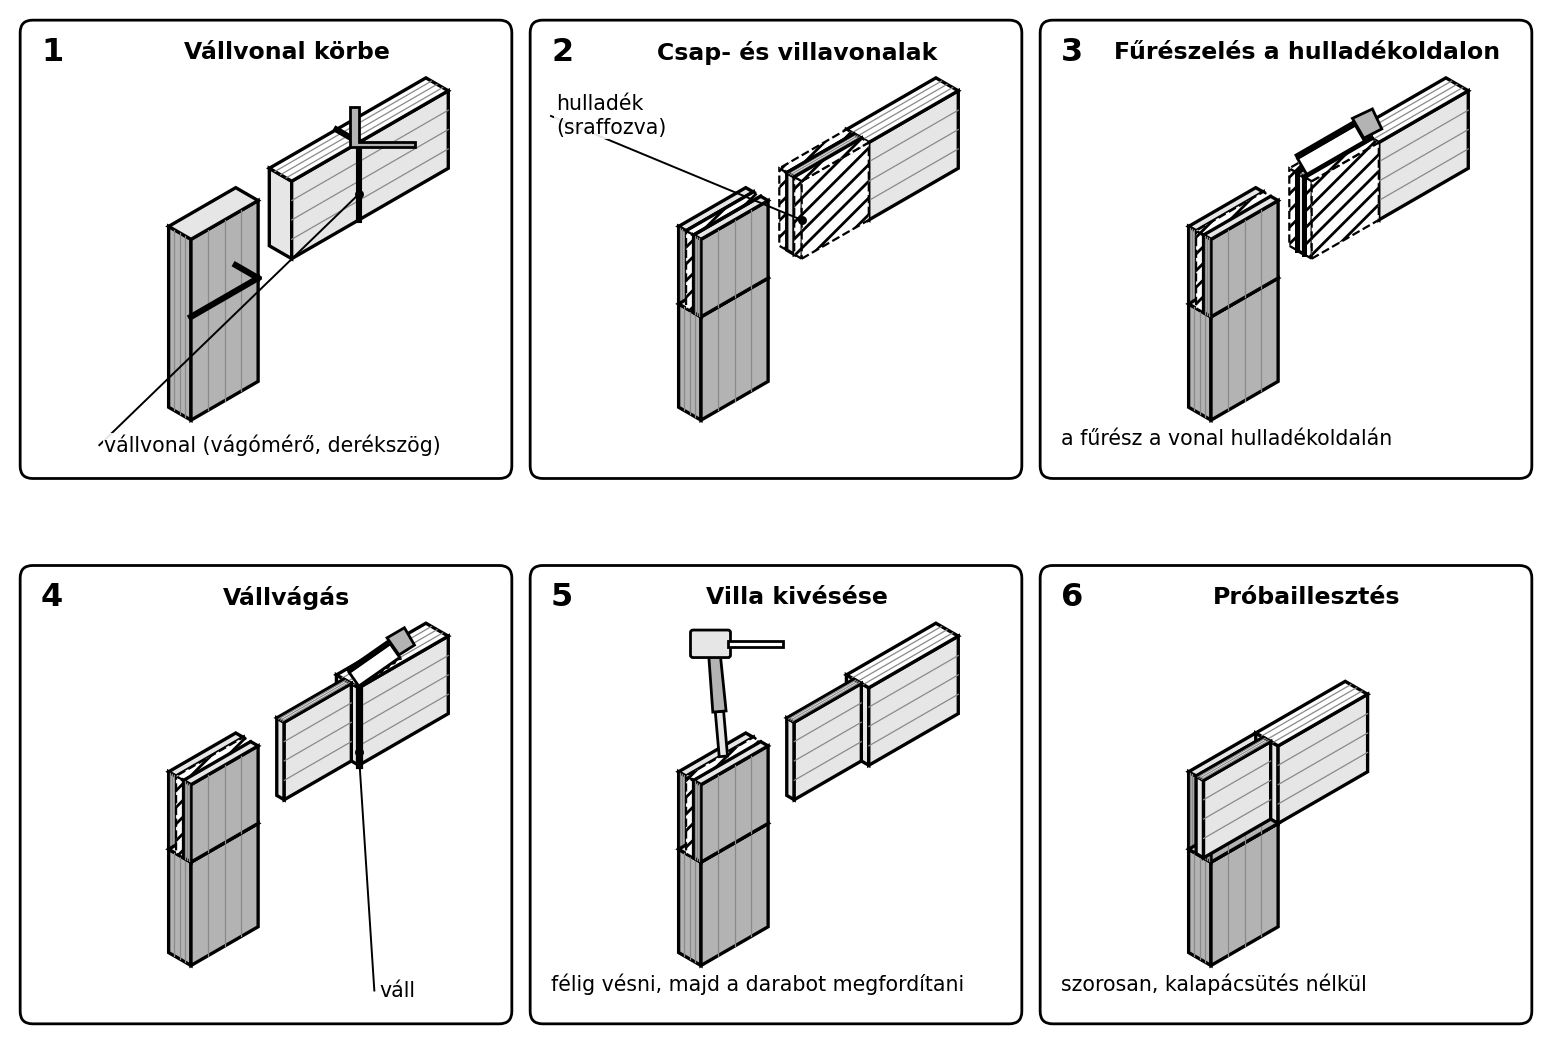 1 Vállvonal körbe
vállvonal (vágómérő, derékszög)
2 Csap- és villavonalak
hulladék
(sraffozva)
3 Fűrészelés a hulladékoldalon
a fűrész a vonal hulladékoldalán
4 Vállvágás
váll
5 Villa kivésése
félig vésni, majd a darabot megfordítani
6 Próbaillesztés
szorosan, kalapácsütés nélkül